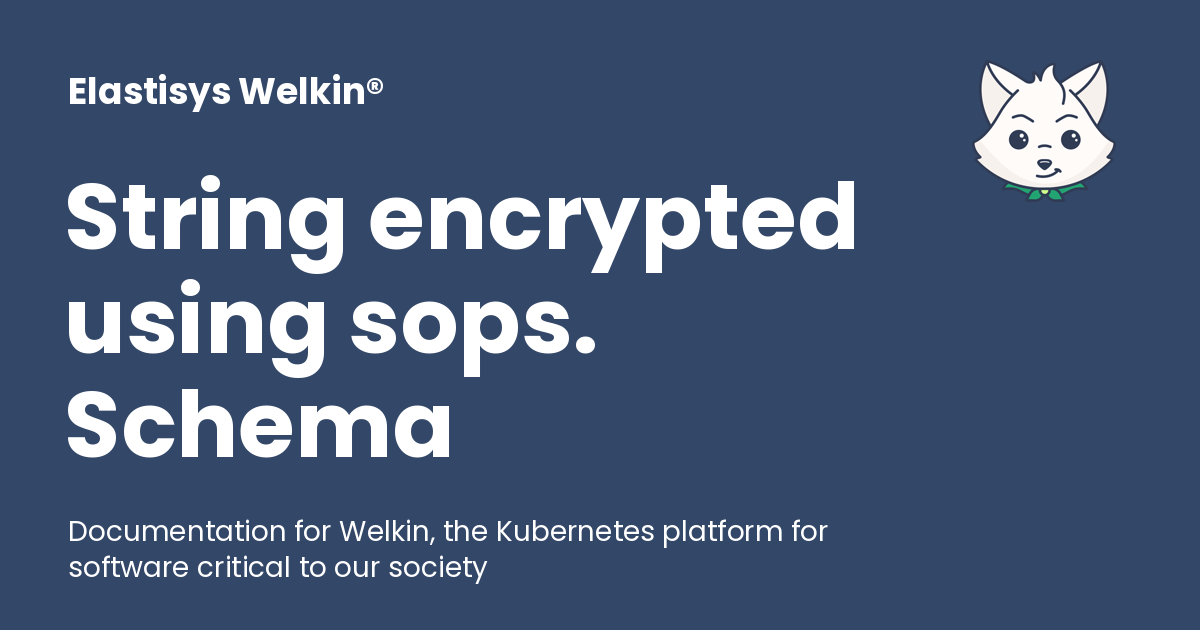 Elastisys Welkin®
String encrypted
using sops.
Schema
Documentation for Welkin, the Kubernetes platform for
software critical to our society